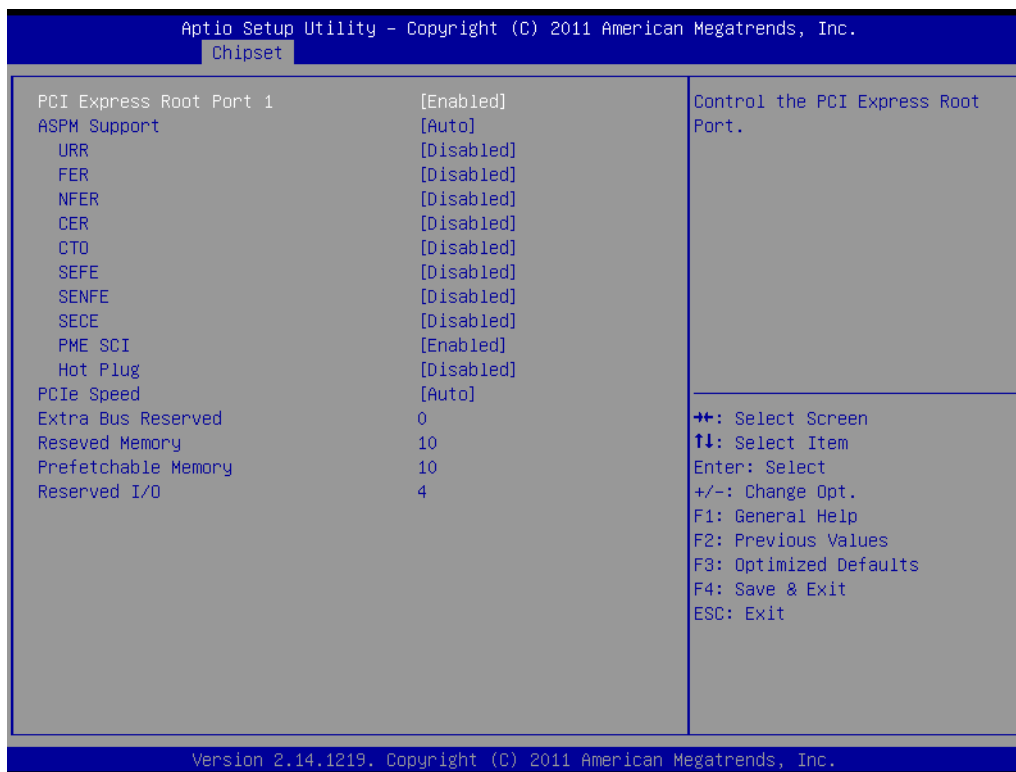 Aptio Setup Utility – Copyright (C) 2011 American Megatrends, Inc.
Chipset
PCI Express Root Port 1 [Enabled]
ASPM Support [Auto]
URR [Disabled]
FER [Disabled]
NFER [Disabled]
CER [Disabled]
CTO [Disabled]
SEFE [Disabled]
SENFE [Disabled]
SECE [Disabled]
PME SCI [Enabled]
Hot Plug [Disabled]
PCIe Speed [Auto]
Extra Bus Reserved 0
Reseved Memory 10
Prefetchable Memory 10
Reserved I/O 4
Control the PCI Express Root
Port.
→←: Select Screen
↑↓: Select Item
Enter: Select
+/-: Change Opt.
F1: General Help
F2: Previous Values
F3: Optimized Defaults
F4: Save & Exit
ESC: Exit
Version 2.14.1219. Copyright (C) 2011 American Megatrends, Inc.